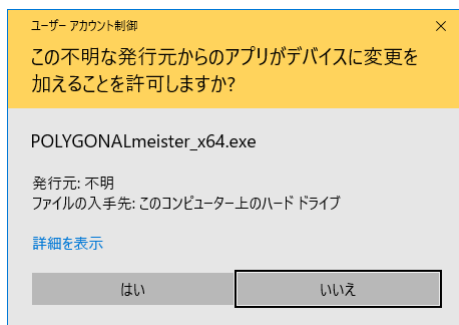 ユーザー アカウント制御
この不明な発行元からのアプリがデバイスに変更を
加えることを許可しますか?
POLYGONALmeister_x64.exe
発行元: 不明
ファイルの入手先: このコンピューター上のハード ドライブ
詳細を表示
はい
いいえ